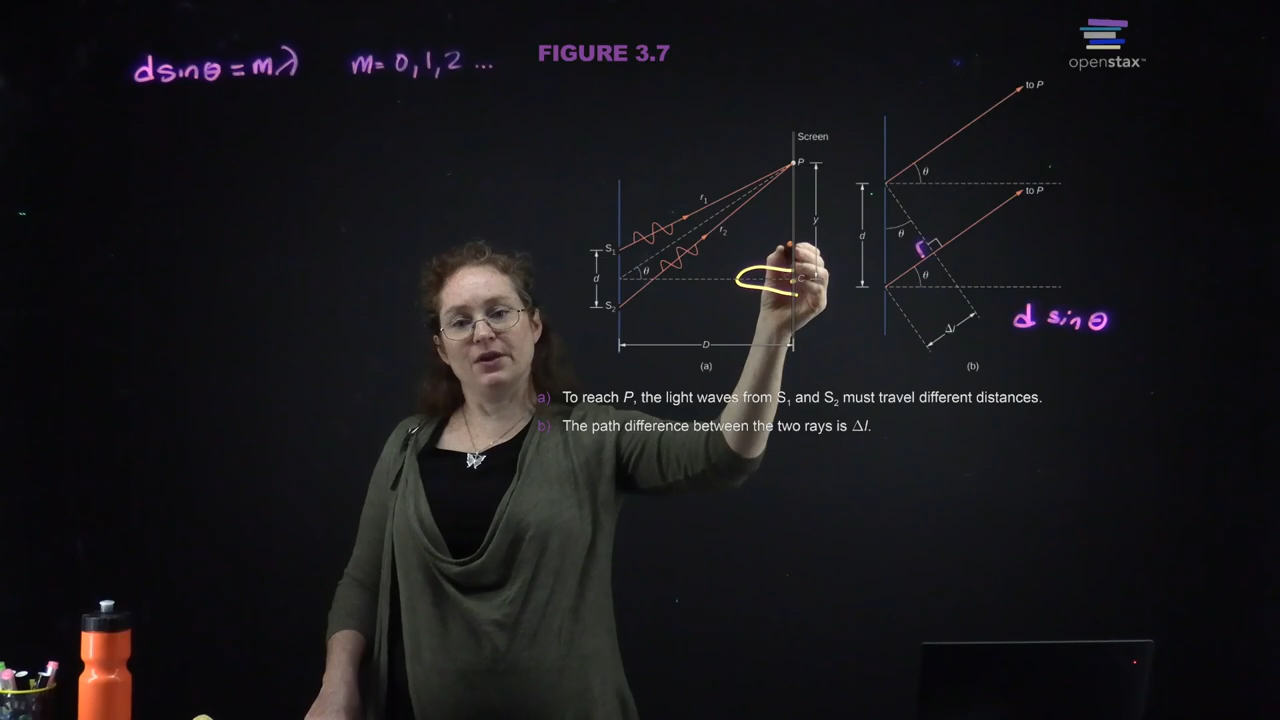 d sin θ = mλ m = 0, 1, 2 ...
FIGURE 3.7
openstax™
to P
Screen
P
θ
r₁
to P
r₂
y
S₁
d
θ
θ
d
θ
C
S₂
d sin θ
Δl
D
(a)
(b)
a) To reach P, the light waves from S₁ and S₂ must travel different distances.
b) The path difference between the two rays is Δl.